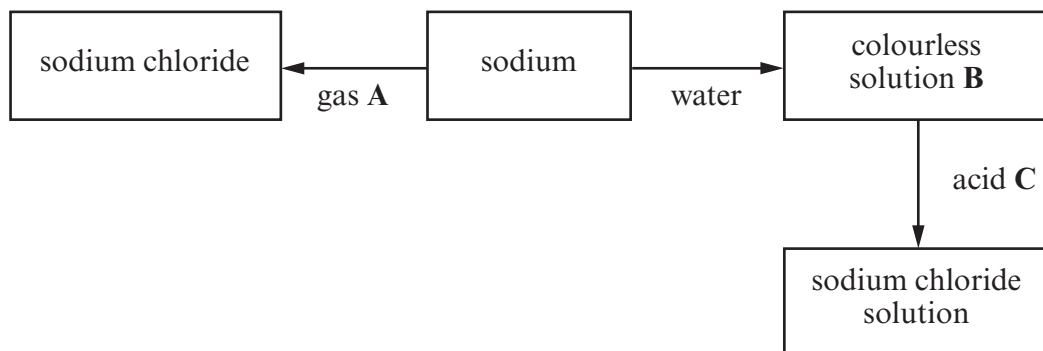 sodium chloride
sodium
colourless
solution B
gas A
water
acid C
sodium chloride
solution